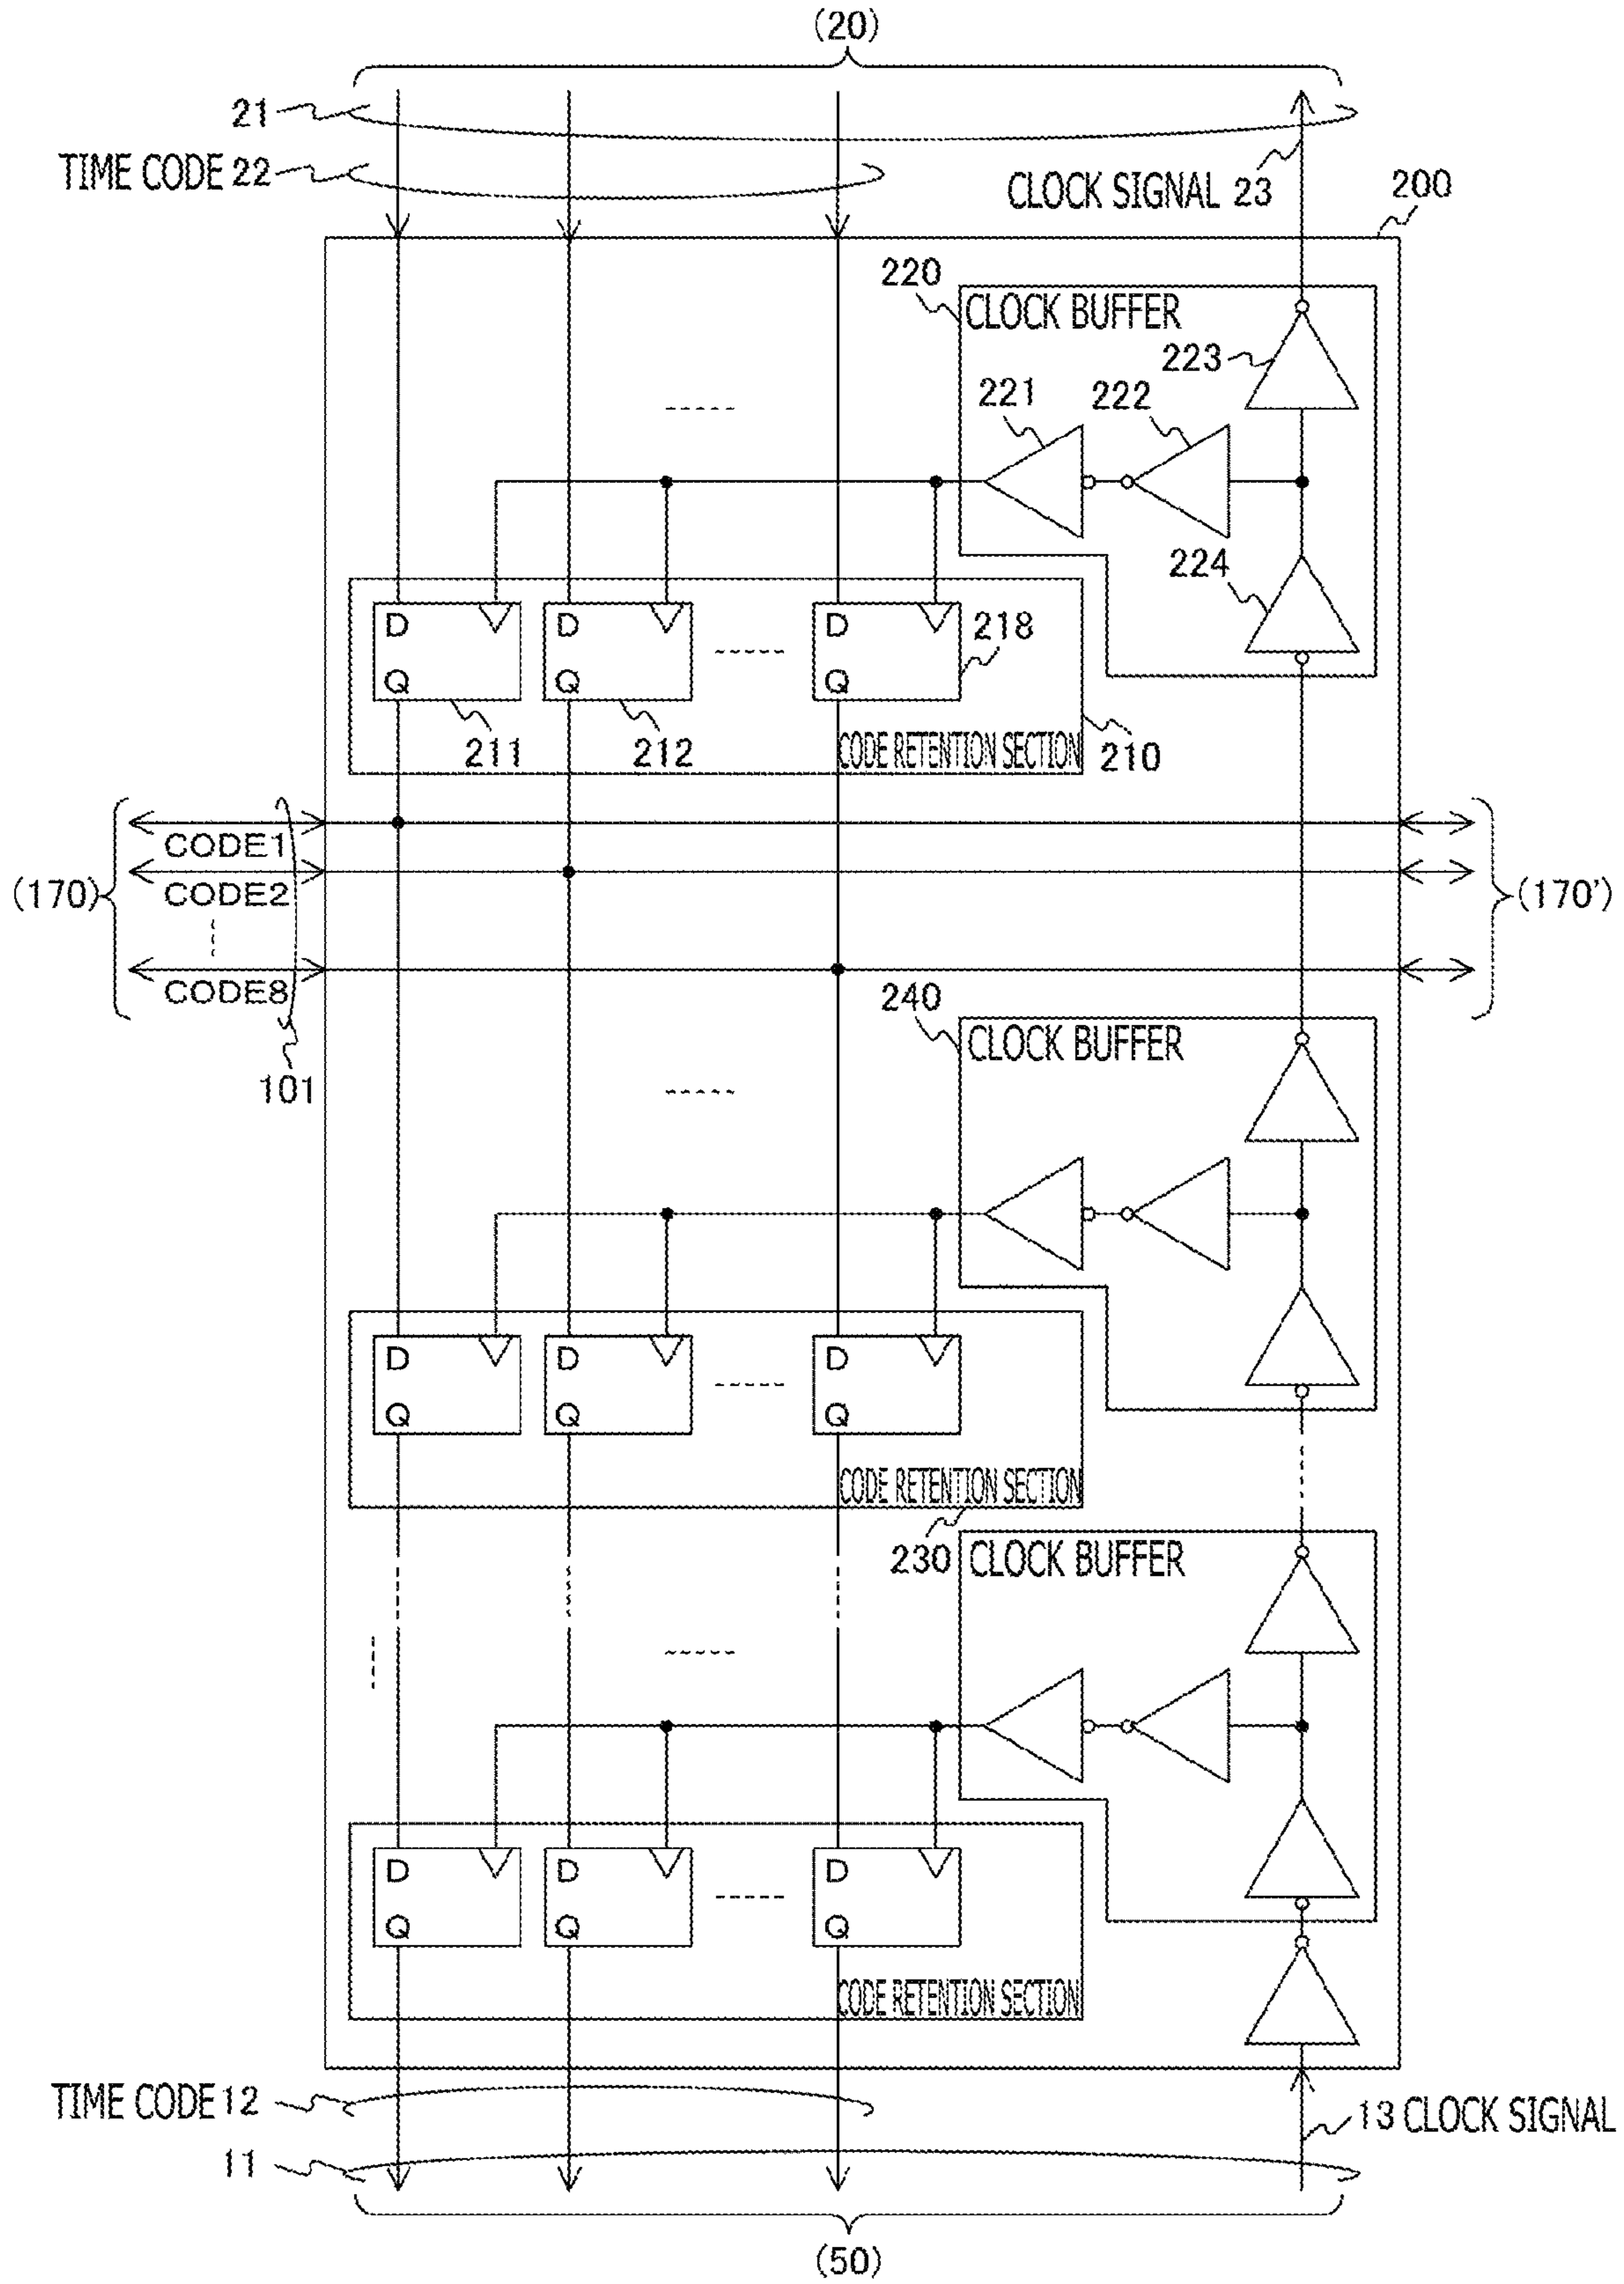 (20)
21
TIME CODE 22
CLOCK SIGNAL 23
200
220
CLOCK BUFFER
223
221
222
224
D
D
D
218
Q
Q
Q
211
212
CODE RETENTION SECTION
210
CODE1
(170)
CODE2
(170')
CODE8
240
CLOCK BUFFER
101
D
D
D
Q
Q
Q
CODE RETENTION SECTION
230
CLOCK BUFFER
D
D
D
Q
Q
Q
CODE RETENTION SECTION
TIME CODE 12
13 CLOCK SIGNAL
11
(50)